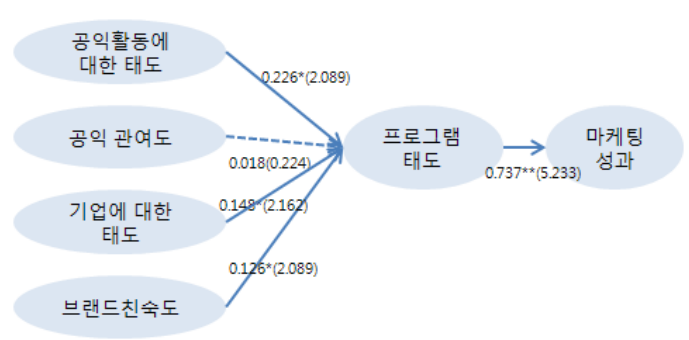 공익활동에
대한 태도
0.226*(2.089)
공익 관여도
프로그램
태도
마케팅
성과
0.018(0.224)
0.737**(5.233)
기업에 대한
태도
0.148*(2.162)
0.126*(2.089)
브랜드친숙도